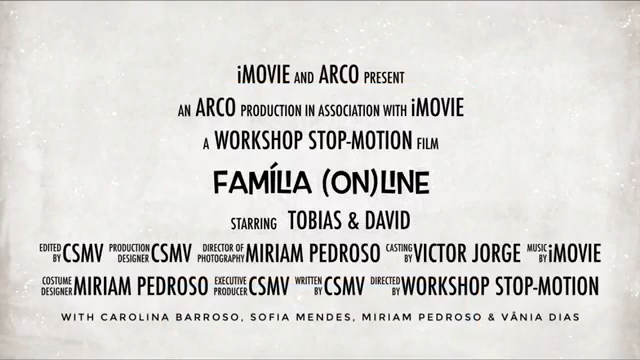 iMOVIE AND ARCO PRESENT
AN ARCO PRODUCTION IN ASSOCIATION WITH iMOVIE
A WORKSHOP STOP-MOTION FILM
FAMÍLIA (ON)LINE
STARRING TOBIAS & DAVID
EDITED BY CSMV PRODUCTION DESIGNER CSMV DIRECTOR OF PHOTOGRAPHY MIRIAM PEDROSO CASTING BY VICTOR JORGE MUSIC BY iMOVIE
COSTUME DESIGNER MIRIAM PEDROSO EXECUTIVE PRODUCER CSMV WRITTEN BY CSMV DIRECTED BY WORKSHOP STOP-MOTION
WITH CAROLINA BARROSO, SOFIA MENDES, MIRIAM PEDROSO & VÂNIA DIAS